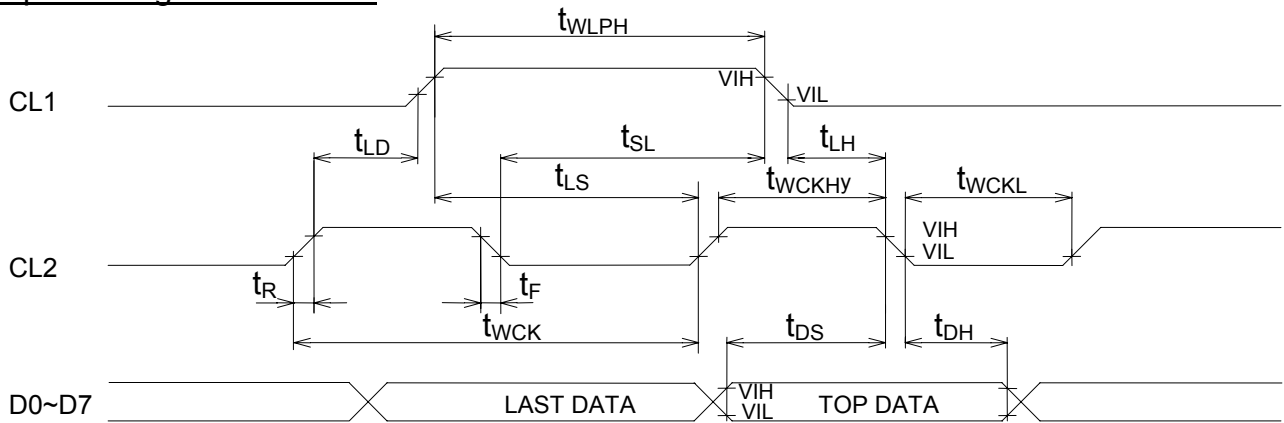 tWLPH
CL1
VIH
VIL
tLD
tSL
tLH
tLS
tWCKHy
tWCKL
CL2
VIH
VIL
tR
tF
tWCK
tDS
tDH
D0~D7
LAST DATA
VIH
VIL
TOP DATA